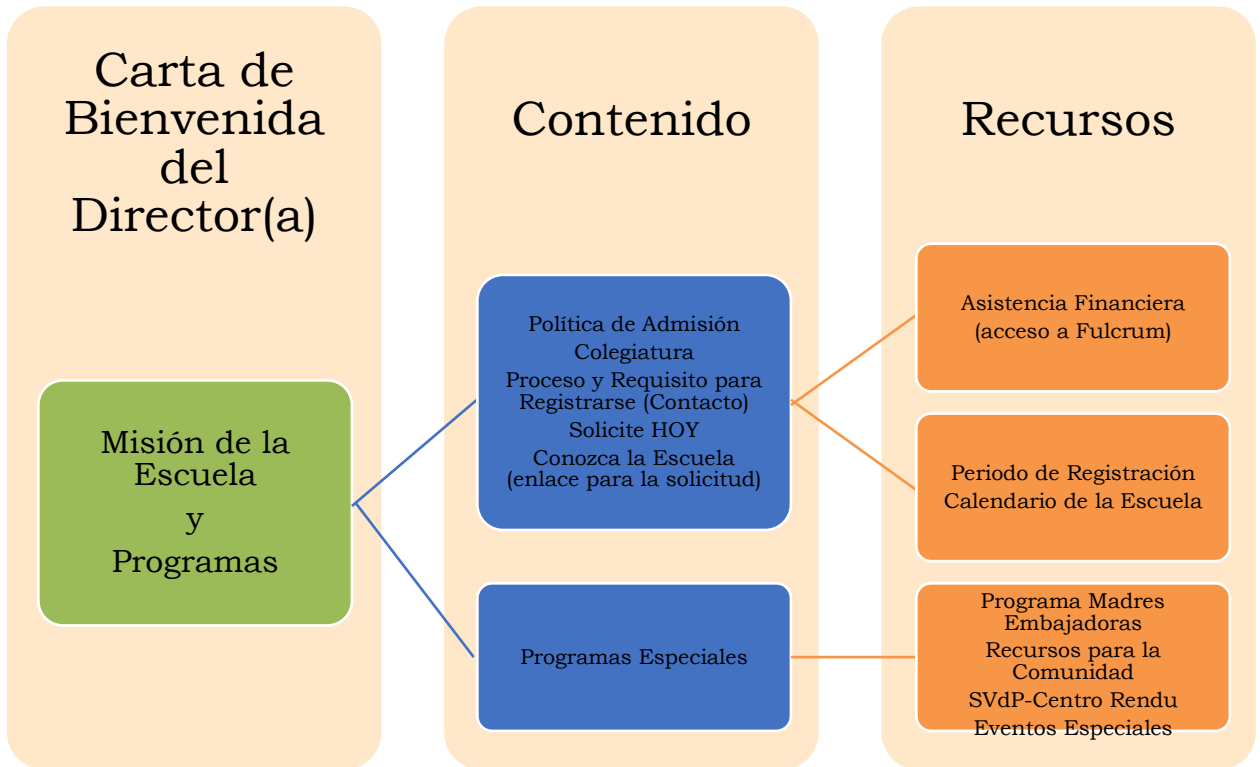 Carta de
Bienvenida
del
Director(a)
Misión de la
Escuela
y
Programas
Contenido
Política de Admisión
Colegiatura
Proceso y Requisito para
Registrarse (Contacto)
Solicite HOY
Conozca la Escuela
(enlace para la solicitud)
Programas Especiales
Recursos
Asistencia Financiera
(acceso a Fulcrum)
Periodo de Registración
Calendario de la Escuela
Programa Madres
Embajadoras
Recursos para la
Comunidad
SVdP-Centro Rendu
Eventos Especiales